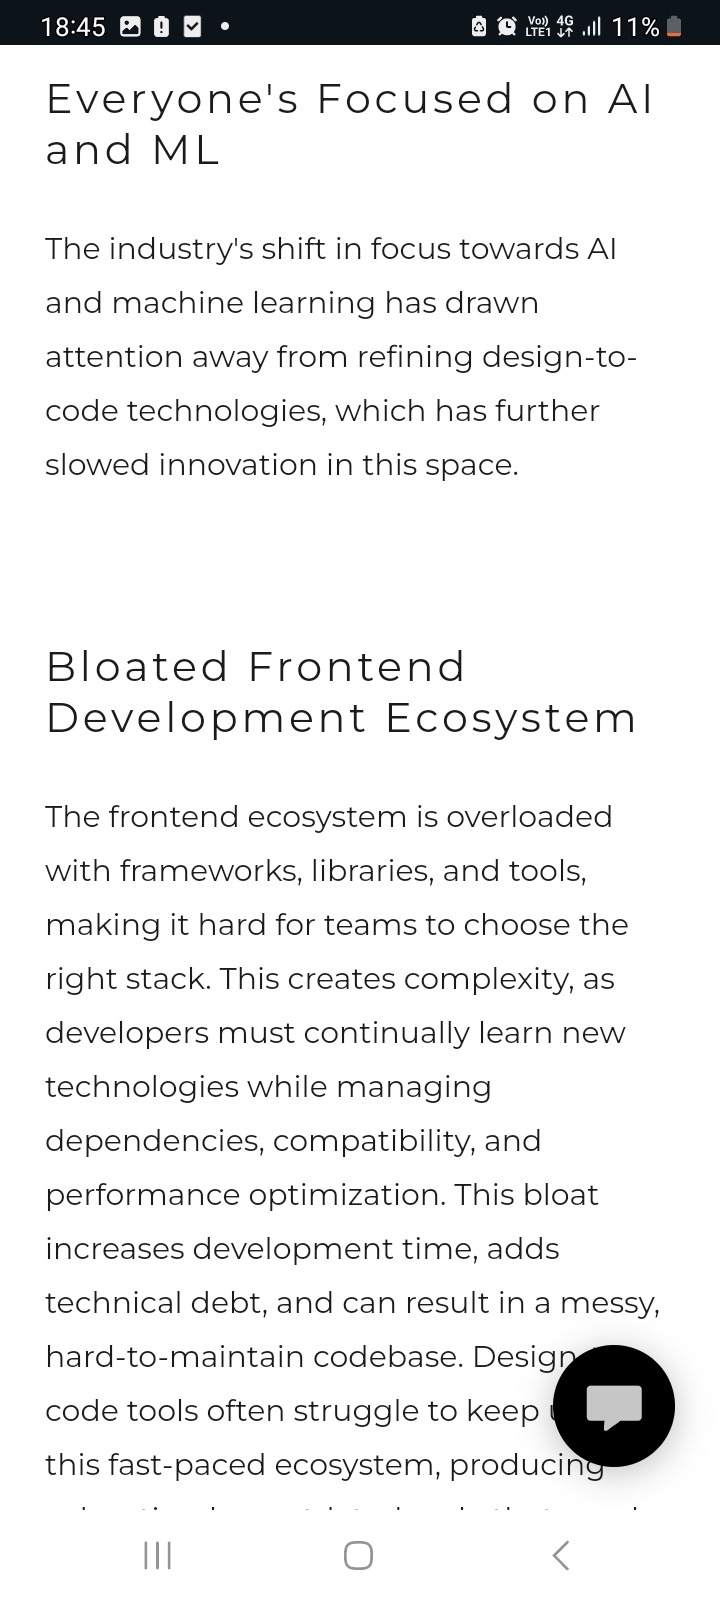 18:45
Vo))
LTE1
4G
11%
Everyone's Focused on AI
and ML
The industry's shift in focus towards AI
and machine learning has drawn
attention away from refining design-to-
code technologies, which has further
slowed innovation in this space.
Bloated Frontend
Development Ecosystem
The frontend ecosystem is overloaded
with frameworks, libraries, and tools,
making it hard for teams to choose the
right stack. This creates complexity, as
developers must continually learn new
technologies while managing
dependencies, compatibility, and
performance optimization. This bloat
increases development time, adds
technical debt, and can result in a messy,
hard-to-maintain codebase. Design
code tools often struggle to keep
this fast-paced ecosystem, producing